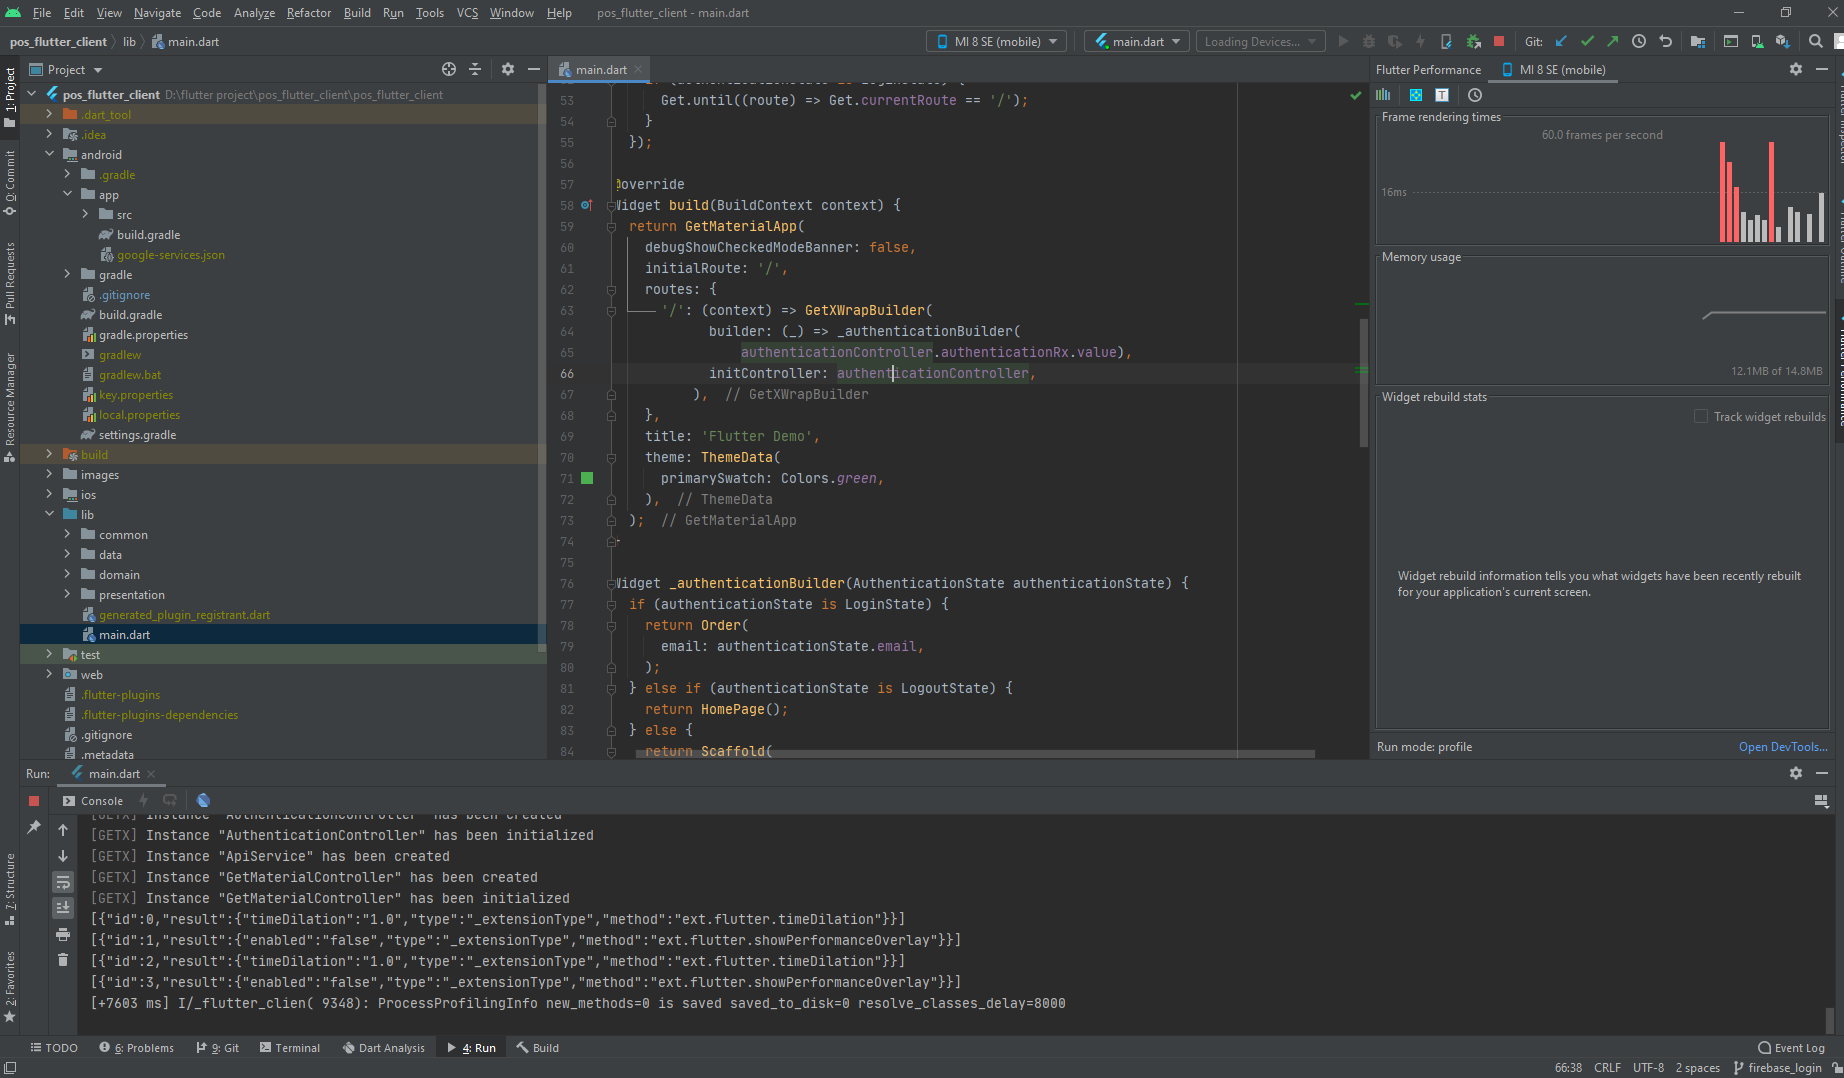 File Edit View Navigate Code Analyze Refactor Build Run Tools VCS Window Help pos_flutter_client - main.dart
pos_flutter_client lib main.dart MI 8 SE (mobile) main.dart Loading Devices... Git:
1: Project
0: Commit
Pull Requests
Resource Manager
7: Structure
2: Favorites
Project
pos_flutter_client D:\flutter project\pos_flutter_client\pos_flutter_client
.dart_tool
.idea
android
.gradle
app
src
build.gradle
google-services.json
gradle
.gitignore
build.gradle
gradle.properties
gradlew
gradlew.bat
key.properties
local.properties
settings.gradle
build
images
ios
lib
common
data
domain
presentation
generated_plugin_registrant.dart
main.dart
test
web
.flutter-plugins
.flutter-plugins-dependencies
.gitignore
.metadata
main.dart
53 Get.until((route) => Get.currentRoute == '/');
54 }
55 });
56
57 override
58 Widget build(BuildContext context) {
59 return GetMaterialApp(
60 debugShowCheckedModeBanner: false,
61 initialRoute: '/',
62 routes: {
63 '/': (context) => GetXWrapBuilder(
64 builder: (_) => _authenticationBuilder(
65 authenticationController.authenticationRx.value),
66 initController: authenticationController,
67 ), // GetXWrapBuilder
68 },
69 title: 'Flutter Demo',
70 theme: ThemeData(
71 primarySwatch: Colors.green,
72 ), // ThemeData
73 ); // GetMaterialApp
74
75
76 Widget _authenticationBuilder(AuthenticationState authenticationState) {
77 if (authenticationState is LoginState) {
78 return Order(
79 email: authenticationState.email,
80 );
81 } else if (authenticationState is LogoutState) {
82 return HomePage();
83 } else {
84 return Scaffold(
Flutter Performance MI 8 SE (mobile)
Frame rendering times
60.0 frames per second
16ms
Memory usage
12.1MB of 14.8MB
Widget rebuild stats
Track widget rebuilds
Widget rebuild information tells you what widgets have been recently rebuilt
for your application's current screen.
Run mode: profile Open DevTools...
Run: main.dart
Console
[GETX] Instance "AuthenticationController" has been created
[GETX] Instance "AuthenticationController" has been initialized
[GETX] Instance "ApiService" has been created
[GETX] Instance "GetMaterialController" has been created
[GETX] Instance "GetMaterialController" has been initialized
[{"id":0,"result":{"timeDilation":"1.0","type":"_extensionType","method":"ext.flutter.timeDilation"}}]
[{"id":1,"result":{"enabled":"false","type":"_extensionType","method":"ext.flutter.showPerformanceOverlay"}}]
[{"id":2,"result":{"timeDilation":"1.0","type":"_extensionType","method":"ext.flutter.timeDilation"}}]
[{"id":3,"result":{"enabled":"false","type":"_extensionType","method":"ext.flutter.showPerformanceOverlay"}}]
[+7603 ms] I/_flutter_clien( 9348): ProcessProfilingInfo new_methods=0 is saved saved_to_disk=0 resolve_classes_delay=8000
TODO 6: Problems 9: Git Terminal Dart Analysis 4: Run Build Event Log
66:38 CRLF UTF-8 2 spaces firebase_login